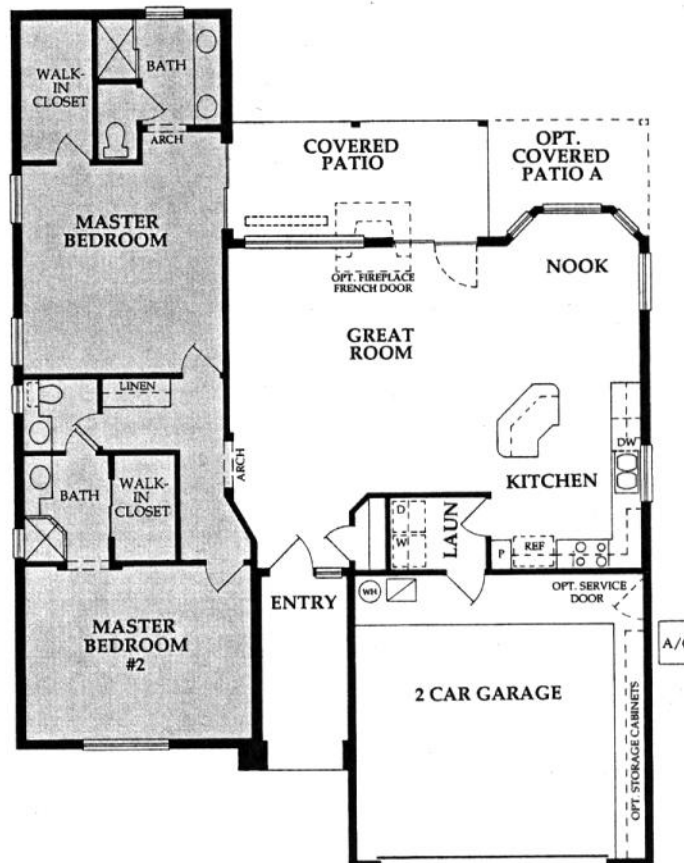 WALK-
IN
CLOSET
BATH
ARCH
COVERED
PATIO
OPT.
COVERED
PATIO A
MASTER
BEDROOM
NOOK
OPT. FIREPLACE
FRENCH DOOR
GREAT
ROOM
LINEN
ARCH
DW
KITCHEN
BATH
WALK-
IN
CLOSET
D
W
LAUN
P
REF
ENTRY
WH
OPT. SERVICE
DOOR
MASTER
BEDROOM
#2
2 CAR GARAGE
OPT. STORAGE CABINETS